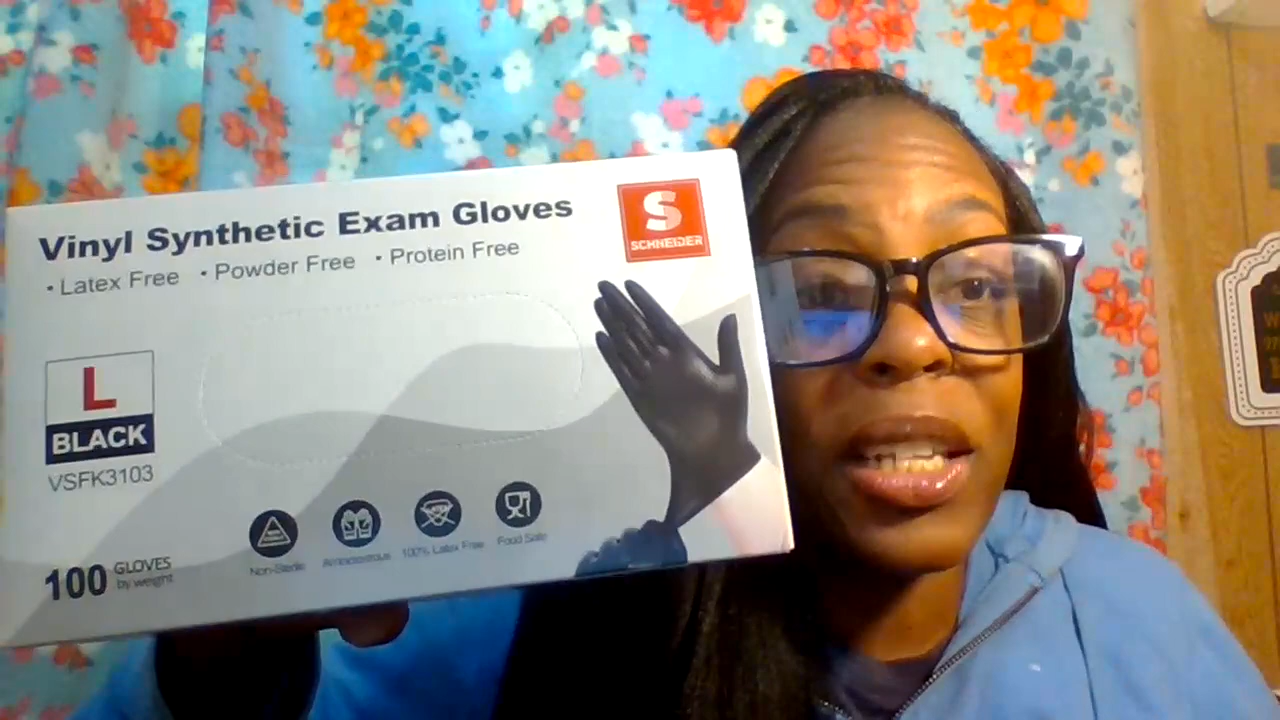 Vinyl Synthetic Exam Gloves
• Latex Free • Powder Free • Protein Free
S
SCHNEIDER
L
BLACK
VSFK3103
100 GLOVES
by weight
Non-Sterile
Ambidextrous
100% Latex Free
Food Safe